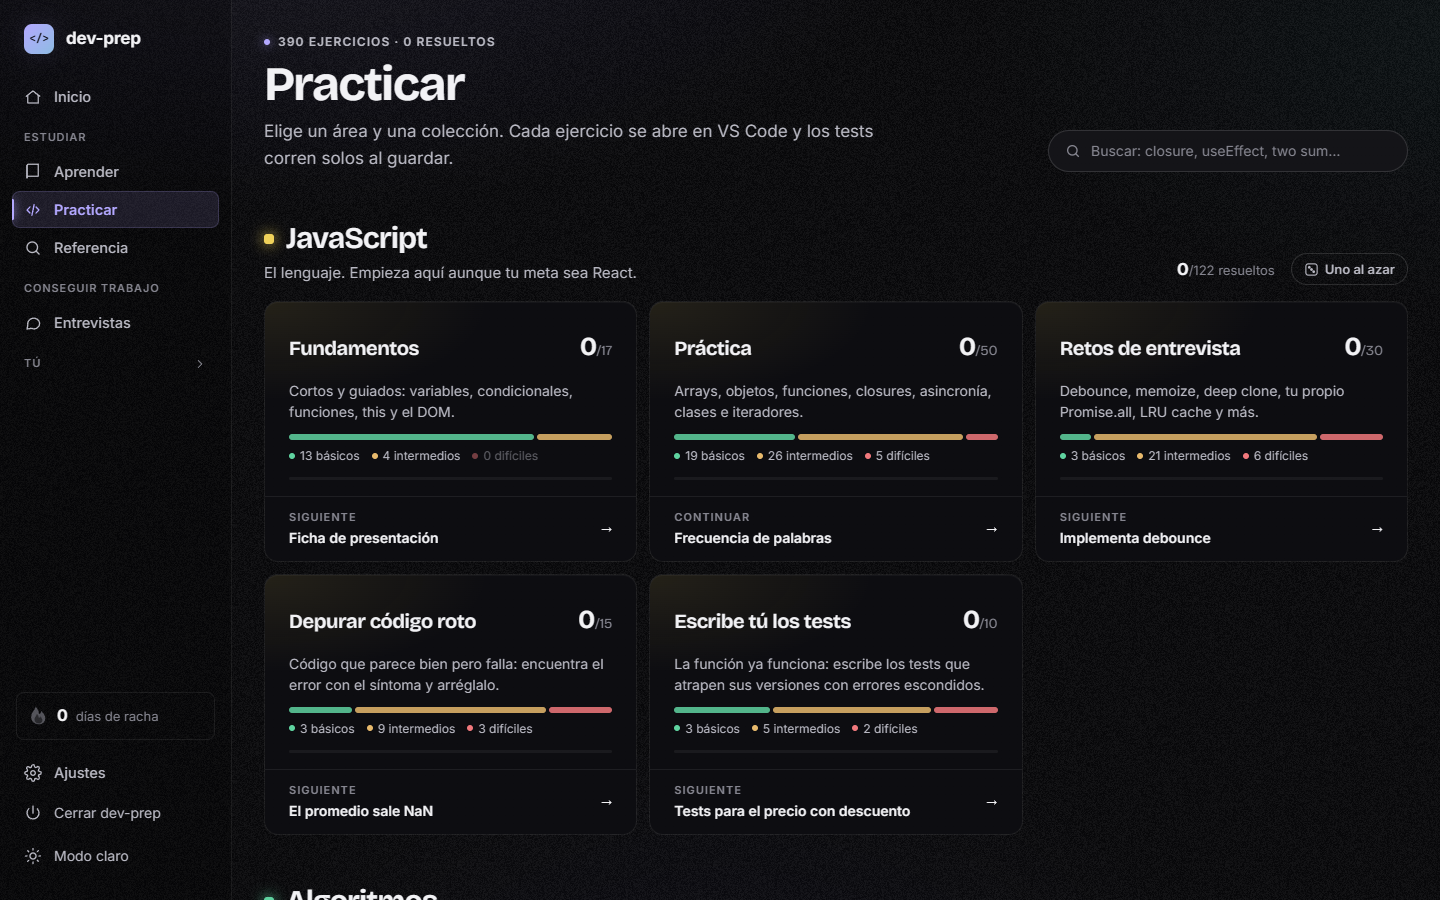 </> dev-prep
Inicio
ESTUDIAR
Aprender
Practicar
Referencia
CONSEGUIR TRABAJO
Entrevistas
TÚ
0 días de racha
Ajustes
Cerrar dev-prep
Modo claro
390 EJERCICIOS · 0 RESUELTOS
Practicar
Elige un área y una colección. Cada ejercicio se abre en VS Code y los tests
corren solos al guardar.
Buscar: closure, useEffect, two sum...
JavaScript
El lenguaje. Empieza aquí aunque tu meta sea React.
0/122 resueltos
Uno al azar
Fundamentos 0/17
Cortos y guiados: variables, condicionales,
funciones, this y el DOM.
13 básicos 4 intermedios 0 difíciles
SIGUIENTE
Ficha de presentación →
Práctica 0/50
Arrays, objetos, funciones, closures, asincronía,
clases e iteradores.
19 básicos 26 intermedios 5 difíciles
CONTINUAR
Frecuencia de palabras →
Retos de entrevista 0/30
Debounce, memoize, deep clone, tu propio
Promise.all, LRU cache y más.
3 básicos 21 intermedios 6 difíciles
SIGUIENTE
Implementa debounce →
Depurar código roto 0/15
Código que parece bien pero falla: encuentra el
error con el síntoma y arréglalo.
3 básicos 9 intermedios 3 difíciles
SIGUIENTE
El promedio sale NaN →
Escribe tú los tests 0/10
La función ya funciona: escribe los tests que
atrapen sus versiones con errores escondidos.
3 básicos 5 intermedios 2 difíciles
SIGUIENTE
Tests para el precio con descuento →
Algoritmos